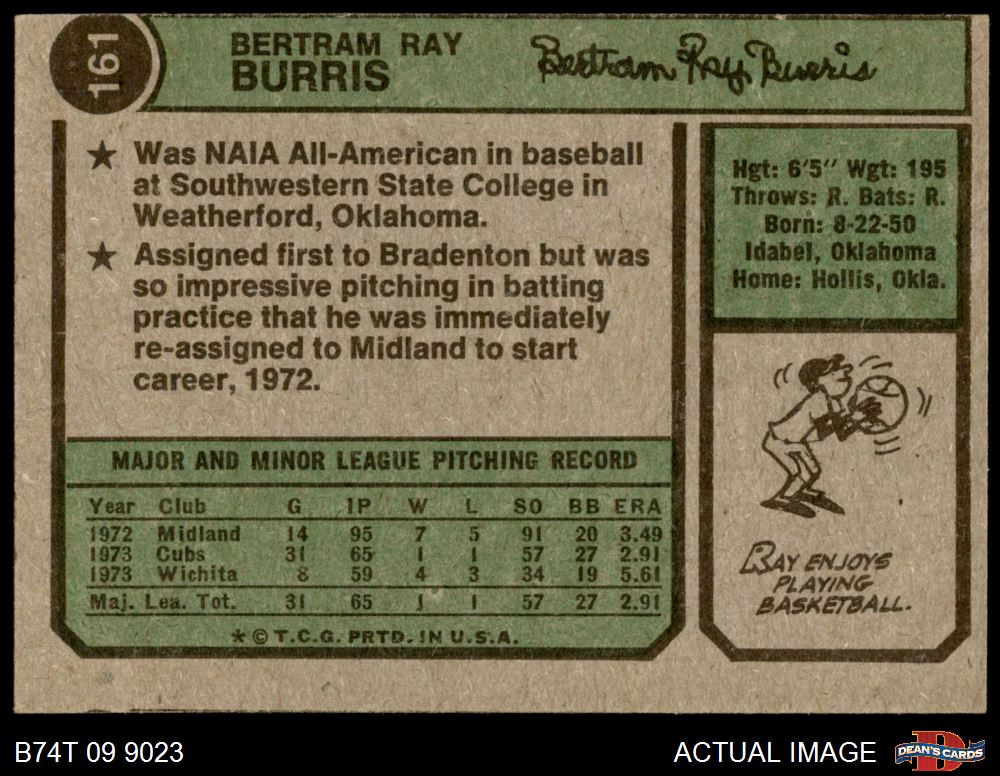 161
BERTRAM RAY
BURRIS
Bertram Ray Burris
★ Was NAIA All-American in baseball
at Southwestern State College in
Weatherford, Oklahoma.
★ Assigned first to Bradenton but was
so impressive pitching in batting
practice that he was immediately
re-assigned to Midland to start
career, 1972.
Hgt: 6'5" Wgt: 195
Throws: R. Bats: R.
Born: 8-22-50
Idabel, Oklahoma
Home: Hollis, Okla.
MAJOR AND MINOR LEAGUE PITCHING RECORD
Year Club G IP W L SO BB ERA
1972 Midland 14 95 7 5 91 20 3.49
1973 Cubs 31 65 1 1 57 27 2.91
1973 Wichita 8 59 4 3 34 19 5.61
Maj. Lea. Tot. 31 65 1 1 57 27 2.91
★ © T.C.G. PRTD. IN U.S.A.
RAY ENJOYS
PLAYING
BASKETBALL.
B74T 09 9023
ACTUAL IMAGE
DEAN'S CARDS